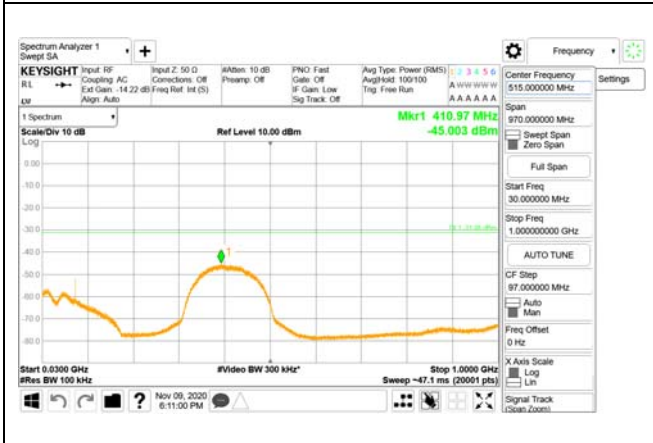 Spectrum Analyzer 1
Swept SA
+
Frequency
KEYSIGHT
Input: RF
Coupling: AC
Ext Gain: -14.22 dB
Align: Auto
Input Z: 50 Ω
Corrections: Off
Freq Ref: Int (S)
#Atten: 10 dB
Preamp: Off
PNO: Fast
Gate: Off
IF Gain: Low
Sig Track: Off
Avg Type: Power (RMS)
Avg|Hold: 100/100
Trig: Free Run
1 2 3 4 5 6
A W W W W W
A A A A A A
RL
1 Spectrum
Scale/Div 10 dB
Log
Ref Level 10.00 dBm
Mkr1 410.97 MHz
-45.003 dBm
0.00
-10.0
-20.0
-30.0
-40.0
-50.0
-60.0
-70.0
-80.0
1
Start 0.0300 GHz
#Res BW 100 kHz
#Video BW 300 kHz*
Stop 1.0000 GHz
Sweep ~47.1 ms (20001 pts)
?
Nov 09, 2020
6:11:00 PM
Center Frequency
515.000000 MHz
Settings
Span
970.000000 MHz
Swept Span
Zero Span
Full Span
Start Freq
30.000000 MHz
Stop Freq
1.000000000 GHz
AUTO TUNE
CF Step
97.000000 MHz
Auto
Man
Freq Offset
0 Hz
X Axis Scale
Log
Lin
Signal Track
(Span Zoom)